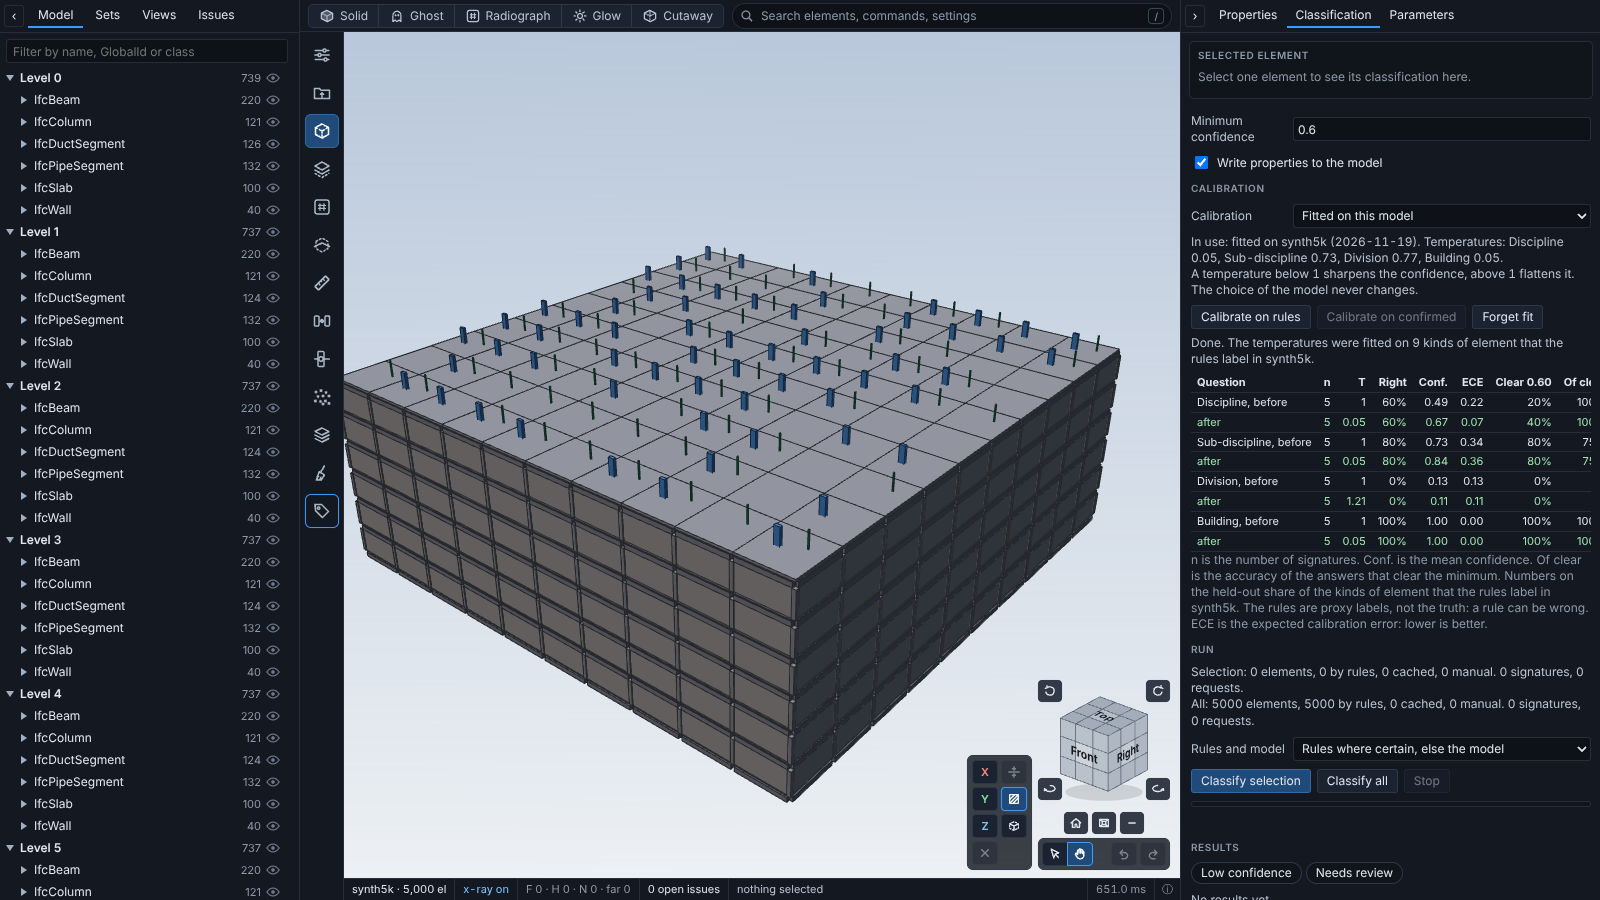 Model Sets Views Issues
Filter by name, GlobalId or class
Level 0 739
IfcBeam 220
IfcColumn 121
IfcDuctSegment 126
IfcPipeSegment 132
IfcSlab 100
IfcWall 40
Level 1 737
IfcBeam 220
IfcColumn 121
IfcDuctSegment 124
IfcPipeSegment 132
IfcSlab 100
IfcWall 40
Level 2 737
IfcBeam 220
IfcColumn 121
IfcDuctSegment 124
IfcPipeSegment 132
IfcSlab 100
IfcWall 40
Level 3 737
IfcBeam 220
IfcColumn 121
IfcDuctSegment 124
IfcPipeSegment 132
IfcSlab 100
IfcWall 40
Level 4 737
IfcBeam 220
IfcColumn 121
IfcDuctSegment 124
IfcPipeSegment 132
IfcSlab 100
IfcWall 40
Level 5 737
IfcBeam 220
IfcColumn 121
Solid Ghost Radiograph Glow Cutaway Search elements, commands, settings /
Top
Front Right
X
Y
Z
synth5k · 5,000 el x-ray on F 0 · H 0 · N 0 · far 0 0 open issues nothing selected 651.0 ms
Properties Classification Parameters
SELECTED ELEMENT
Select one element to see its classification here.
Minimum confidence 0.6
Write properties to the model
CALIBRATION
Calibration Fitted on this model
In use: fitted on synth5k (2026-11-19). Temperatures: Discipline
0.05, Sub-discipline 0.73, Division 0.77, Building 0.05.
A temperature below 1 sharpens the confidence, above 1 flattens it.
The choice of the model never changes.
Calibrate on rules Calibrate on confirmed Forget fit
Done. The temperatures were fitted on 9 kinds of element that the
rules label in synth5k.
Question n T Right Conf. ECE Clear 0.60 Of cle
Discipline, before 5 1 60% 0.49 0.22 20% 100
after 5 0.05 60% 0.67 0.07 40% 100
Sub-discipline, before 5 1 80% 0.73 0.34 80% 75
after 5 0.05 80% 0.84 0.36 80% 75
Division, before 5 1 0% 0.13 0.13 0%
after 5 1.21 0% 0.11 0.11 0%
Building, before 5 1 100% 1.00 0.00 100% 100
after 5 0.05 100% 1.00 0.00 100% 100
n is the number of signatures. Conf. is the mean confidence. Of clear
is the accuracy of the answers that clear the minimum. Numbers on
the held-out share of the kinds of element that the rules label in
synth5k. The rules are proxy labels, not the truth: a rule can be wrong.
ECE is the expected calibration error: lower is better.
RUN
Selection: 0 elements, 0 by rules, 0 cached, 0 manual. 0 signatures, 0
requests.
All: 5000 elements, 5000 by rules, 0 cached, 0 manual. 0 signatures,
0 requests.
Rules and model Rules where certain, else the model
Classify selection Classify all Stop
RESULTS
Low confidence Needs review
No results yet